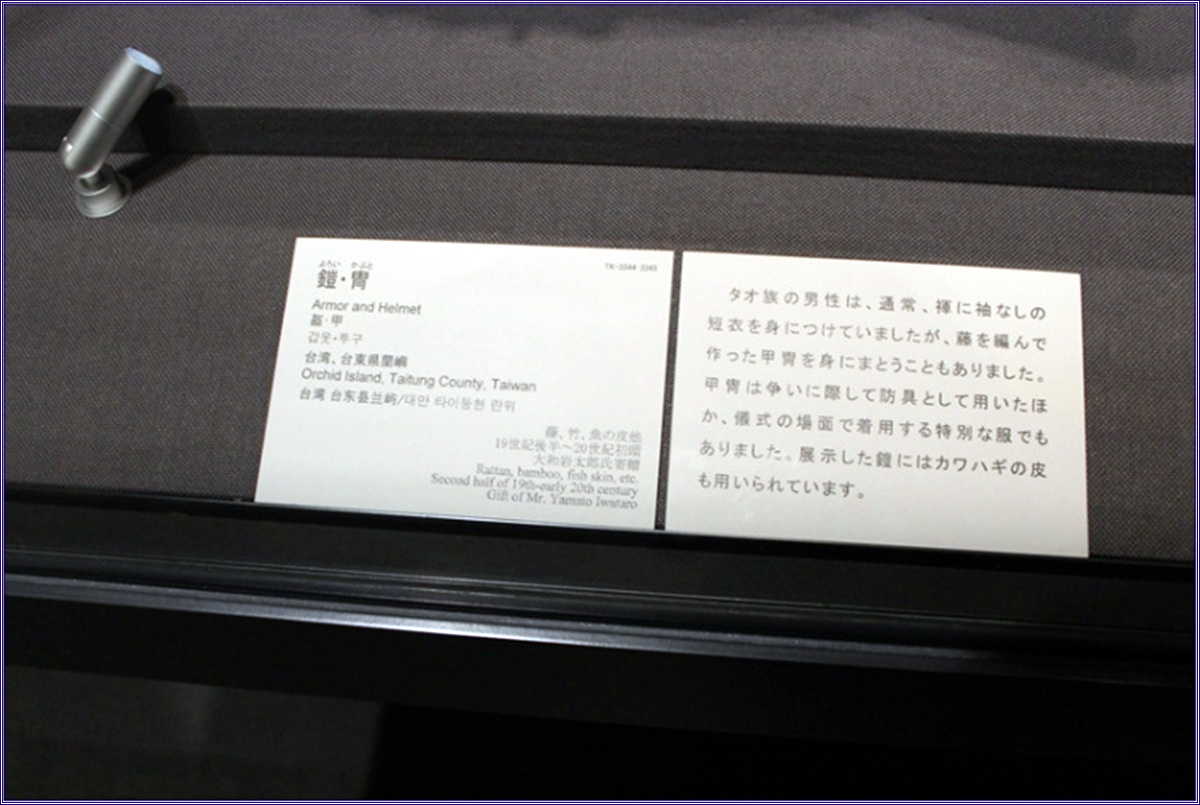 よろい かぶと
鎧・冑
TK-3344･3345
Armor and Helmet
盔·甲
갑옷・투구
台湾、台東県蘭嶼
Orchid Island, Taitung County, Taiwan
台湾 台东县兰屿/대만 타이둥현 란위
藤、竹、魚の皮他
19世紀後半～20世紀初頭
大和岩太郎氏寄贈
Rattan, bamboo, fish skin, etc.
Second half of 19th-early 20th century
Gift of Mr. Yamato Iwataro
タオ族の男性は、通常、褌に袖なしの
短衣を身につけていましたが、藤を編んで
作った甲冑を身にまとうこともありました。
甲冑は争いに際して防具として用いたほ
か、儀式の場面で着用する特別な服でも
ありました。展示した鎧にはカワハギの皮
も用いられています。